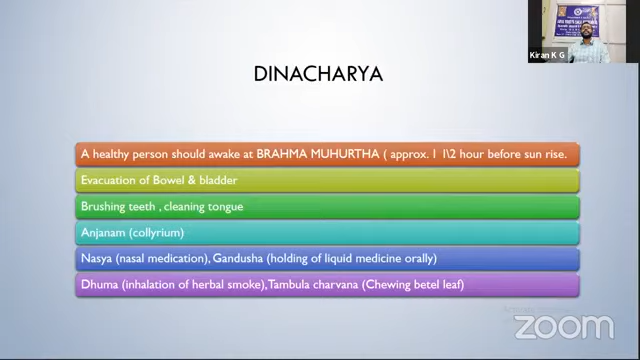 Kiran K G
DINACHARYA
A healthy person should awake at BRAHMA MUHURTHA ( approx. 1 1\2 hour before sun rise.
Evacuation of Bowel & bladder
Brushing teeth , cleaning tongue
Anjanam (collyrium)
Nasya (nasal medication), Gandusha (holding of liquid medicine orally)
Dhuma (inhalation of herbal smoke),Tambula charvana (Chewing betel leaf)
zoom